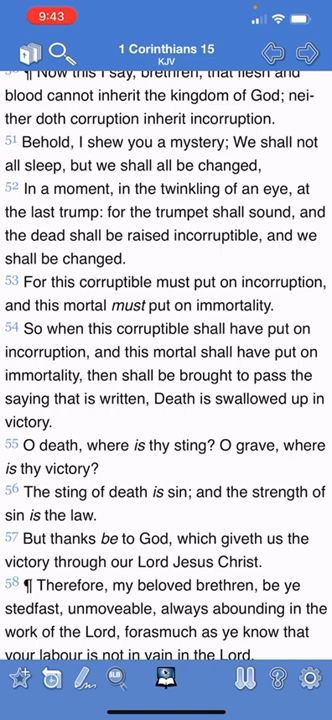 9:43
1 Corinthians 15
KJV
50 ¶ Now this I say, brethren, that flesh and
blood cannot inherit the kingdom of God; nei-
ther doth corruption inherit incorruption.
51 Behold, I shew you a mystery; We shall not
all sleep, but we shall all be changed,
52 In a moment, in the twinkling of an eye, at
the last trump: for the trumpet shall sound, and
the dead shall be raised incorruptible, and we
shall be changed.
53 For this corruptible must put on incorruption,
and this mortal must put on immortality.
54 So when this corruptible shall have put on
incorruption, and this mortal shall have put on
immortality, then shall be brought to pass the
saying that is written, Death is swallowed up in
victory.
55 O death, where is thy sting? O grave, where
is thy victory?
56 The sting of death is sin; and the strength of
sin is the law.
57 But thanks be to God, which giveth us the
victory through our Lord Jesus Christ.
58 ¶ Therefore, my beloved brethren, be ye
stedfast, unmoveable, always abounding in the
work of the Lord, forasmuch as ye know that
your labour is not in vain in the Lord.
BLB